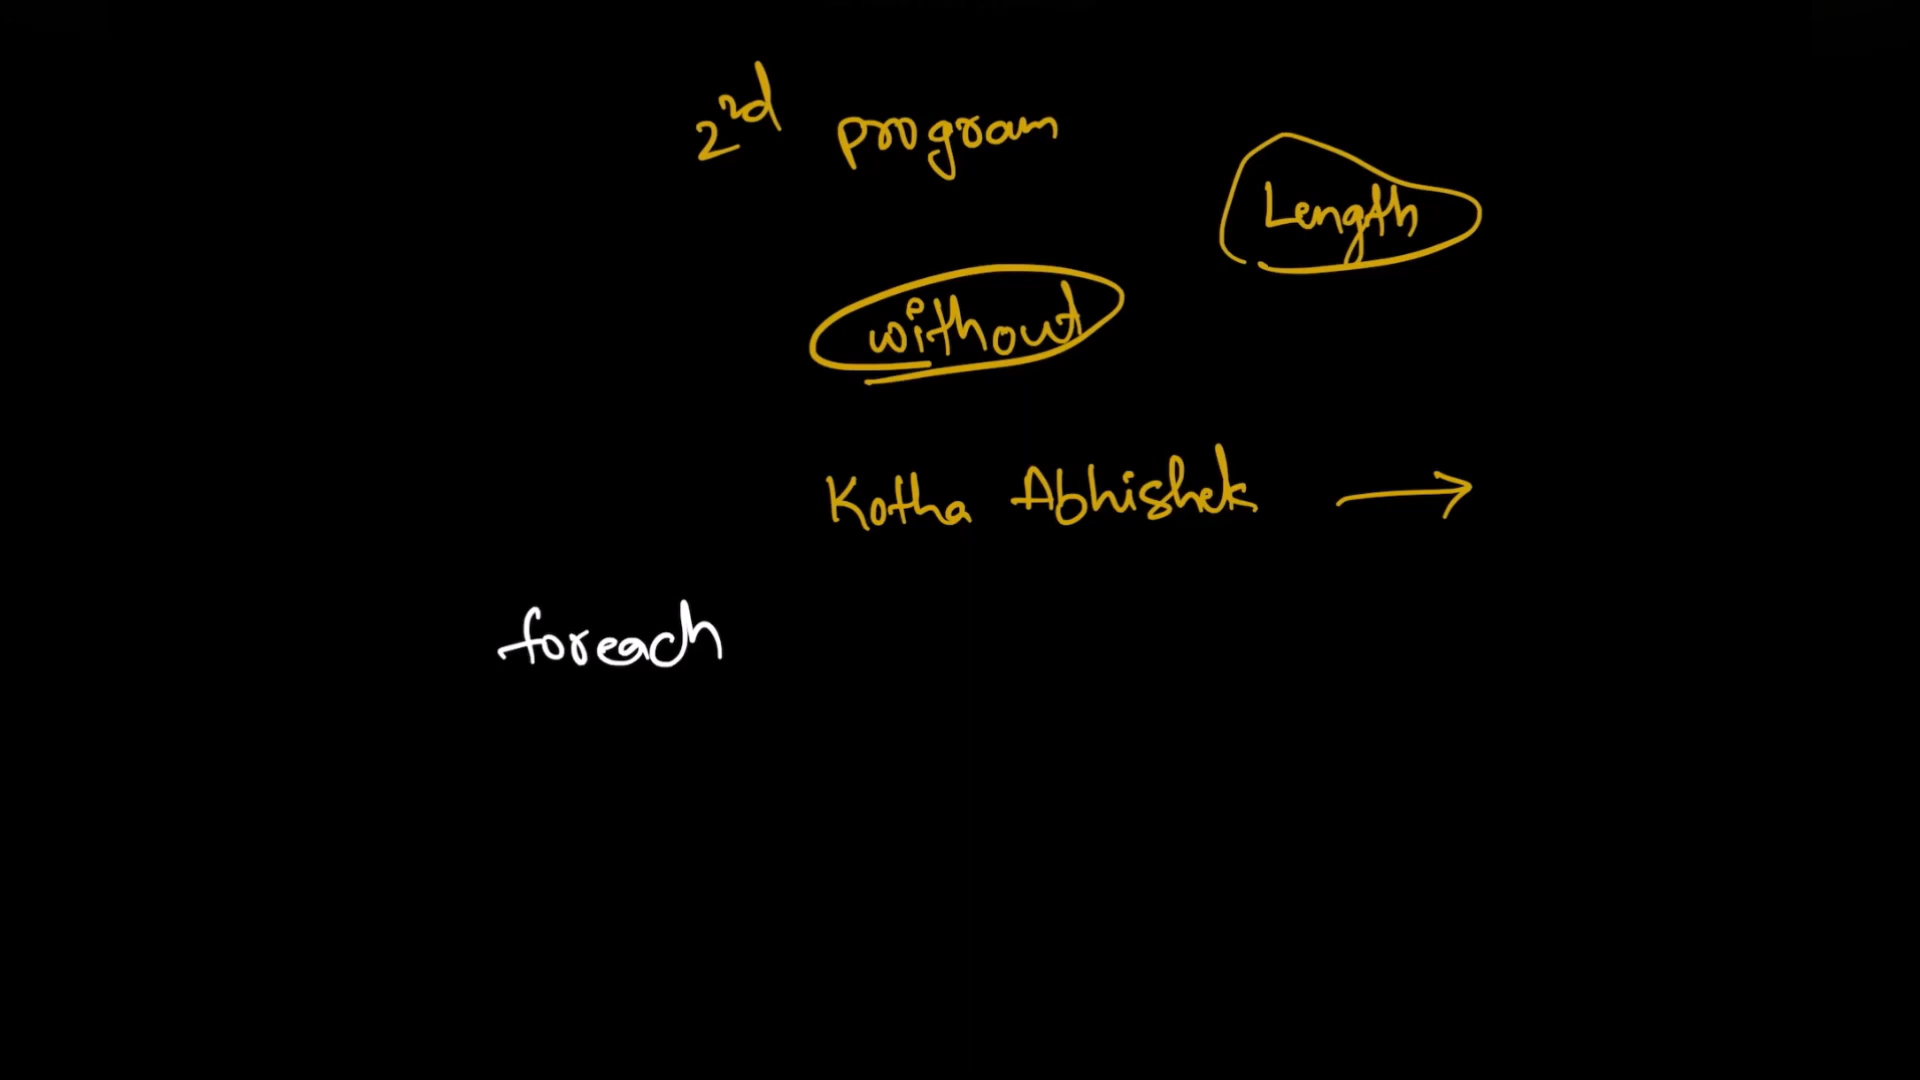 2nd program
Length
without
Kotha Abhishek →
foreach